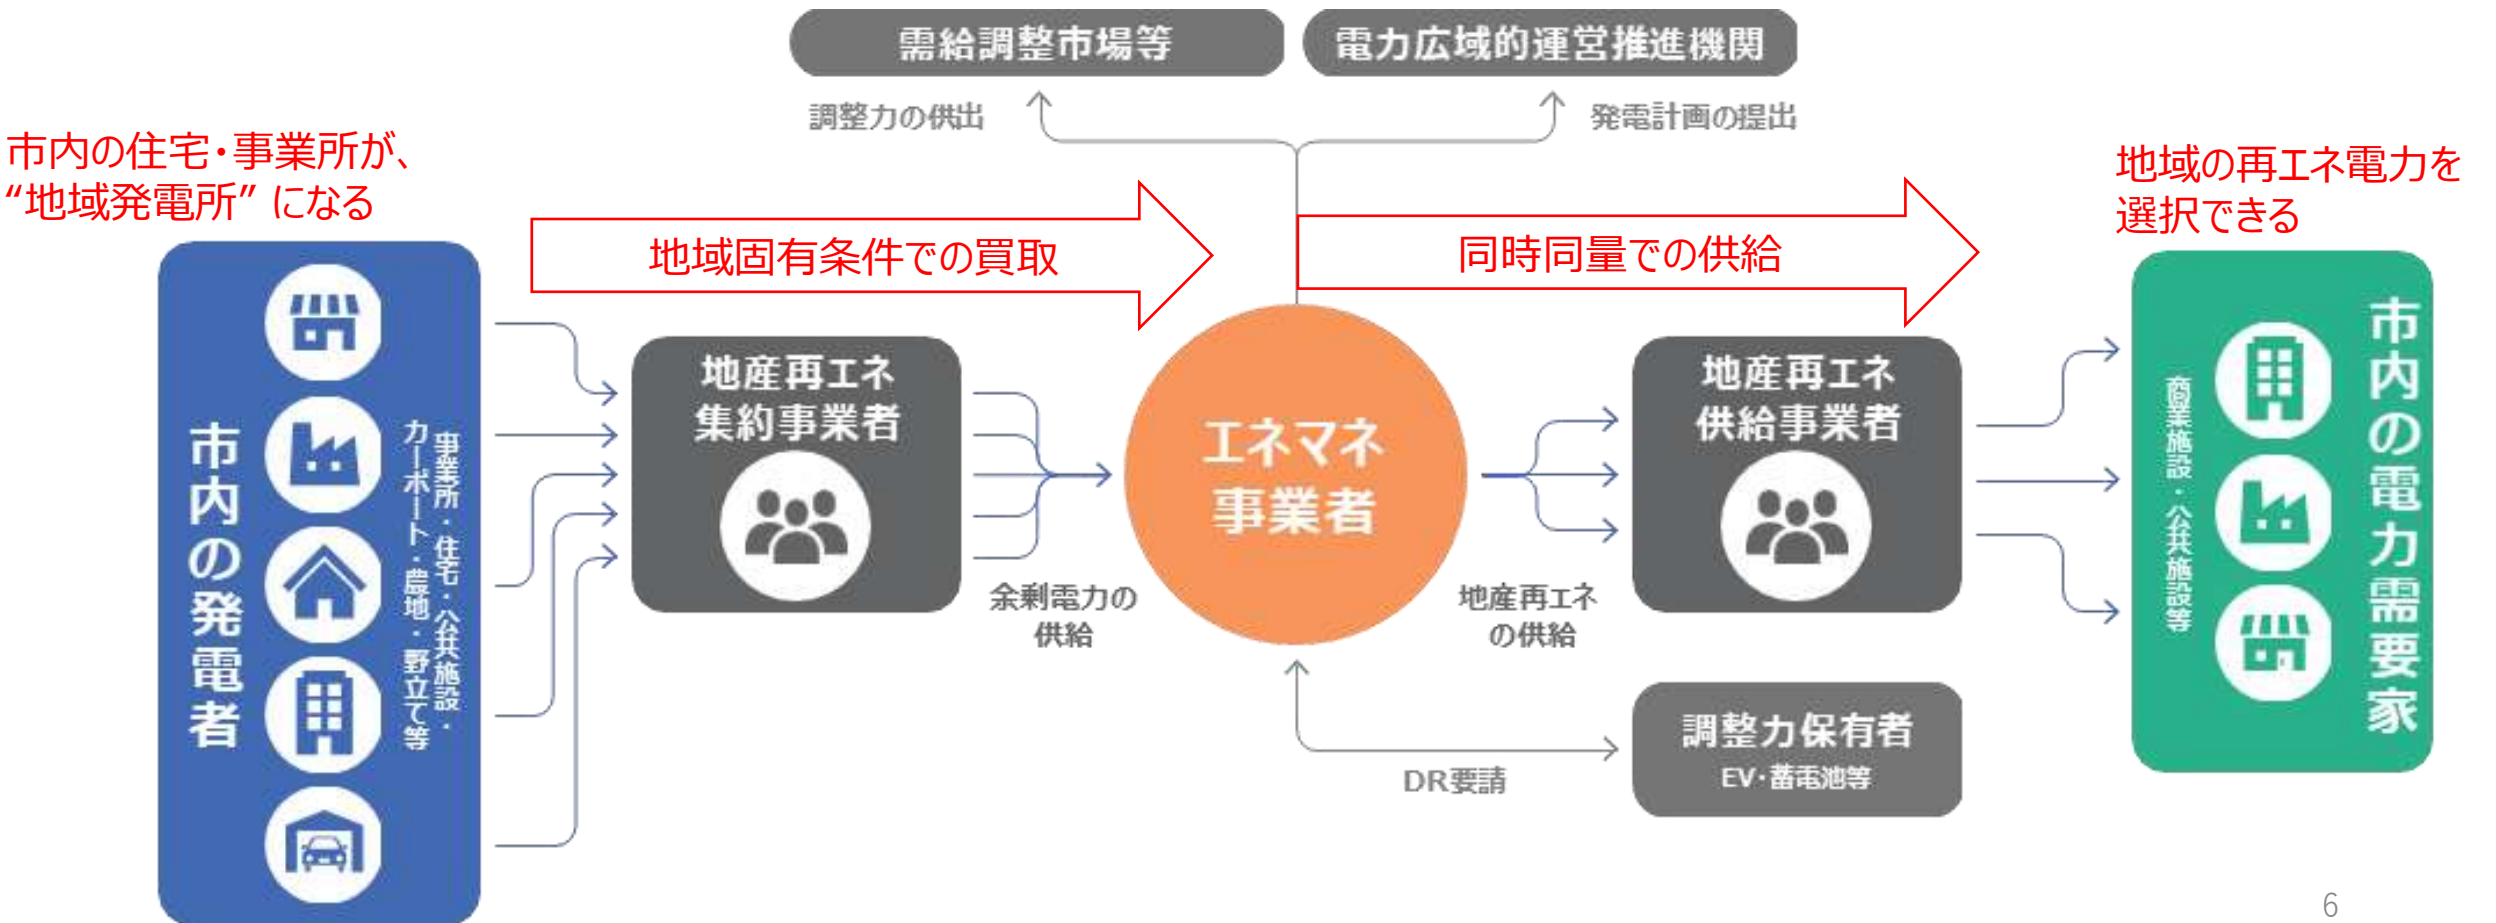 需給調整市場等
電力広域的運営推進機関
調整力の供出
発電計画の提出
市内の住宅・事業所が、
“地域発電所” になる
地域の再エネ電力を
選択できる
地域固有条件での買取
同時同量での供給
市内の発電者
事業所・住宅・公共施設・
カーポート・農地・野立て等
地産再エネ
集約事業者
余剰電力の
供給
エネマネ
事業者
地産再エネ
の供給
地産再エネ
供給事業者
DR要請
調整力保有者
EV・蓄電池等
市内の電力需要家
商業施設・公共施設等
6